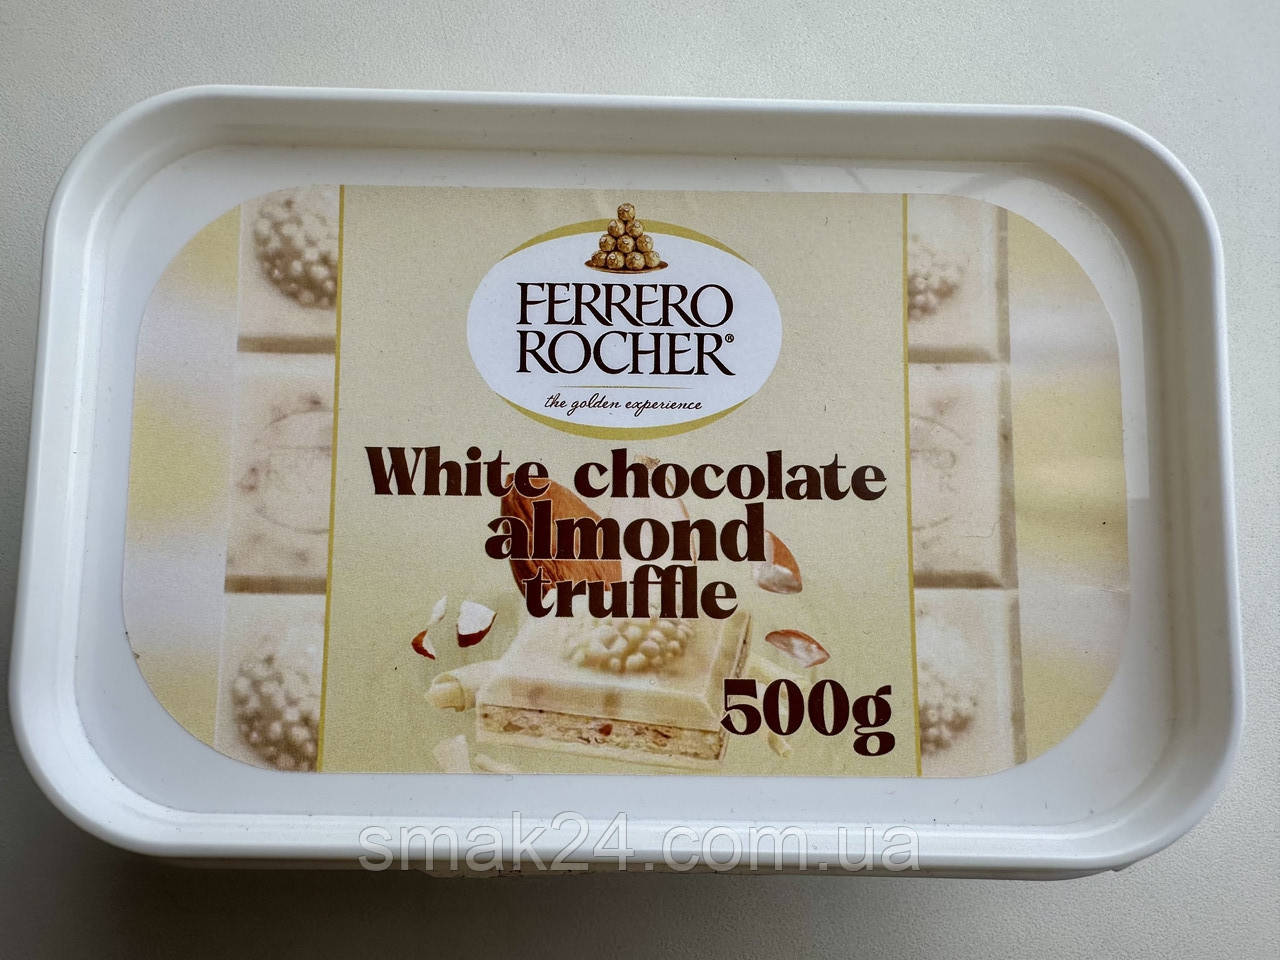 FERRERO
ROCHER®
the golden experience
White chocolate
almond
truffle
500g
smak24.com.ua